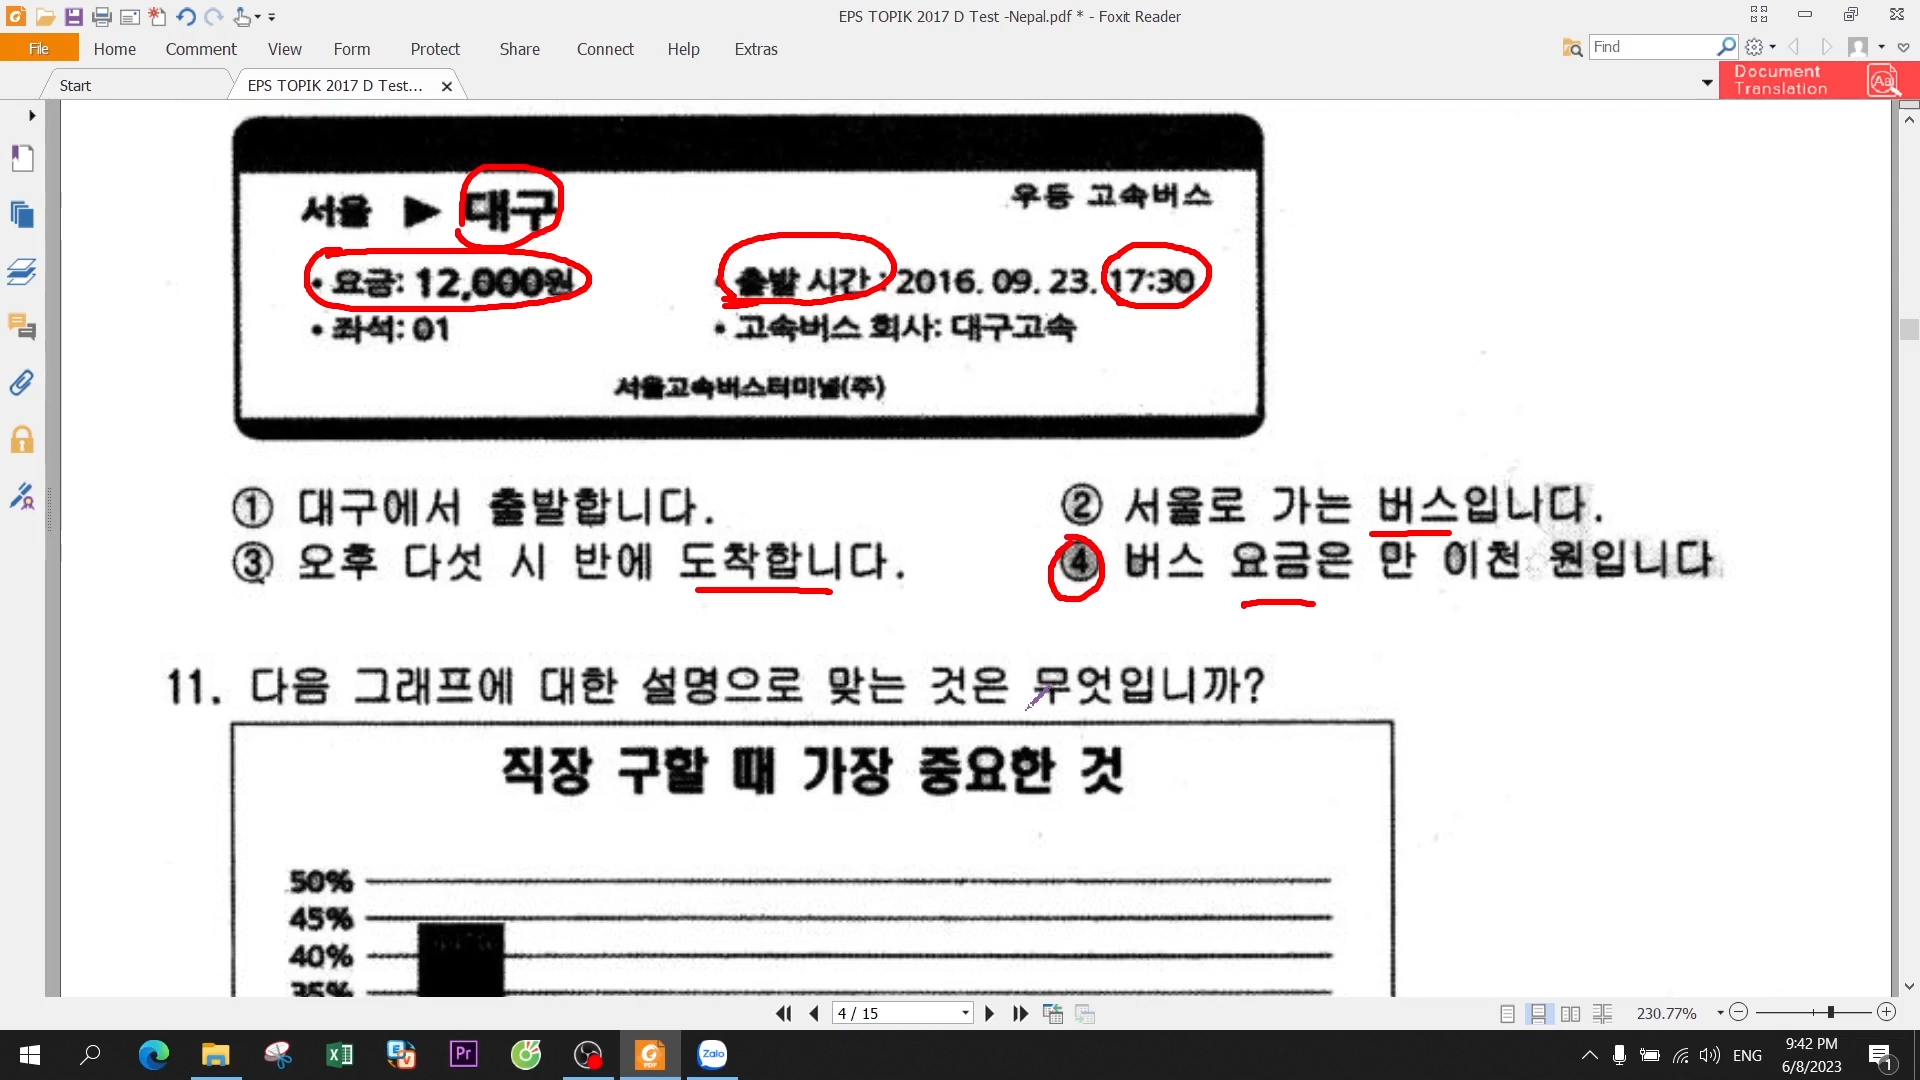 EPS TOPIK 2017 D Test -Nepal.pdf * - Foxit Reader
File Home Comment View Form Protect Share Connect Help Extras
Find
Start
EPS TOPIK 2017 D Test...
Document Translation
서울 ▶ 대구
우등 고속버스
• 요금: 12,000원
• 출발 시간 : 2016. 09. 23. 17:30
• 좌석: 01
• 고속버스 회사: 대구고속
서울고속버스터미널(주)
① 대구에서 출발합니다.
② 서울로 가는 버스입니다.
③ 오후 다섯 시 반에 도착합니다.
④ 버스 요금은 만 이천 원입니다
11. 다음 그래프에 대한 설명으로 맞는 것은 무엇입니까?
직장 구할 때 가장 중요한 것
50%
45%
40%
35%
4 / 15
230.77%
Zalo
ENG
9:42 PM
6/8/2023
1